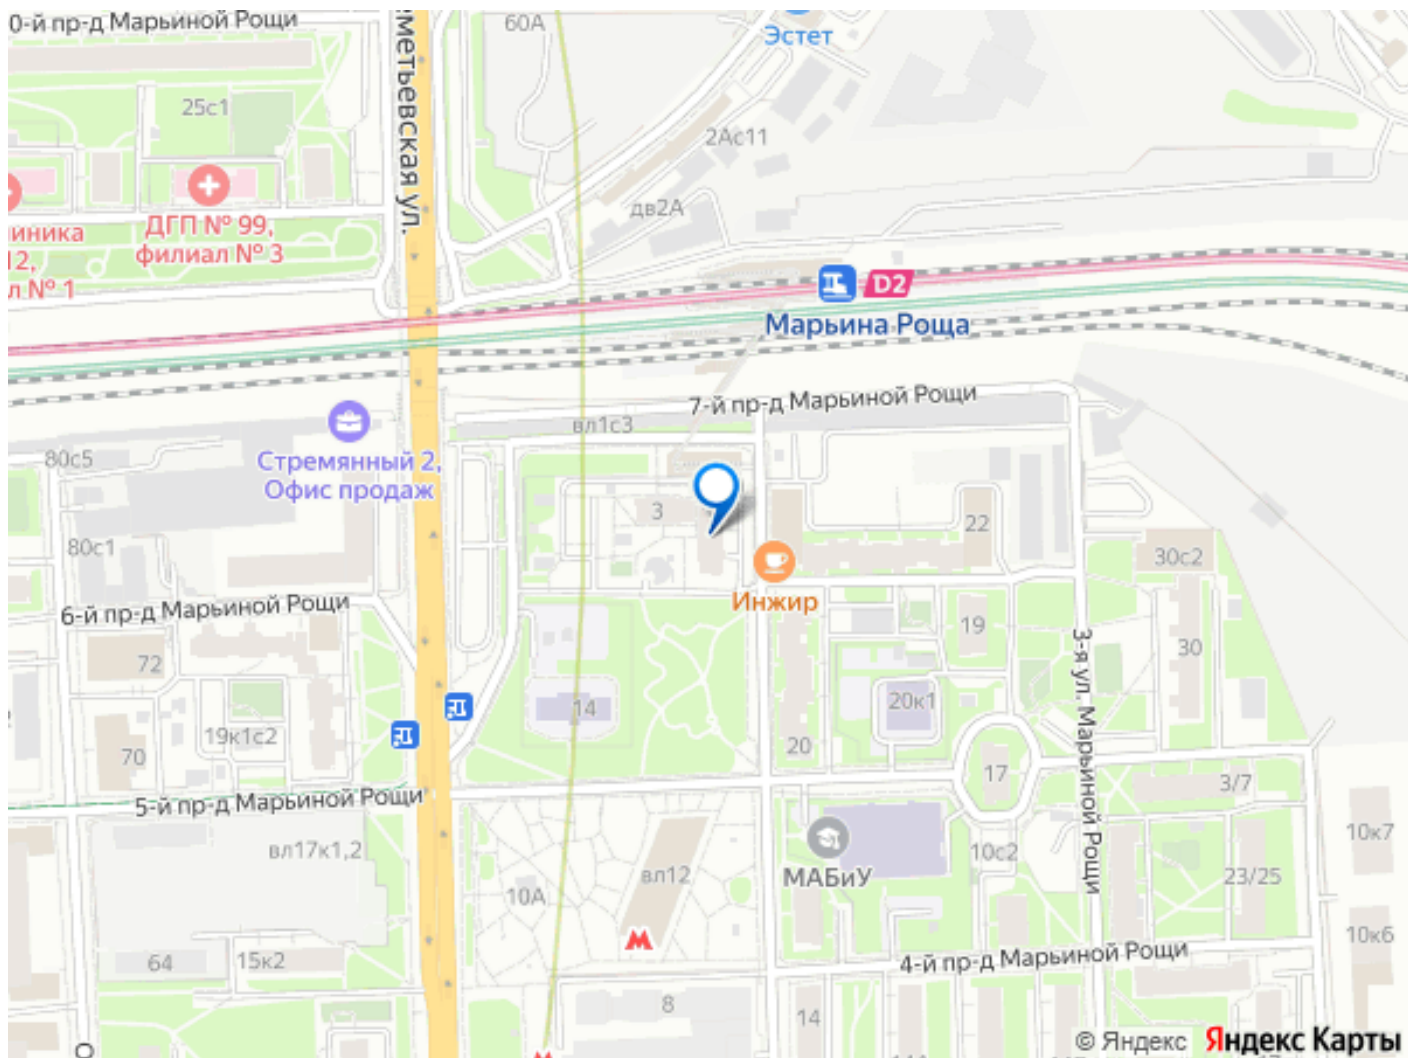 0-й пр-д Марьиной Рощи
60А
Эстет
метьевская ул.
25с1
2Ас11
ДГП № 99,
филиал № 3
иника
12,
л № 1
дв2А
D2
Марьина Роща
7-й пр-д Марьиной Рощи
вл1с3
Стремянный 2,
Офис продаж
80с5
3
22
80с1
30с2
Инжир
6-й пр-д Марьиной Рощи
19
72
30
3-я ул. Марьиной Рощи
14
20к1
19к1с2
70
20
17
3/7
5-й пр-д Марьиной Рощи
вл17к1,2
10к7
10с2
МАБиУ
вл12
23/25
10А
10к6
64
15к2
4-й пр-д Марьиной Рощи
8
14
© Яндекс Яндекс Карты